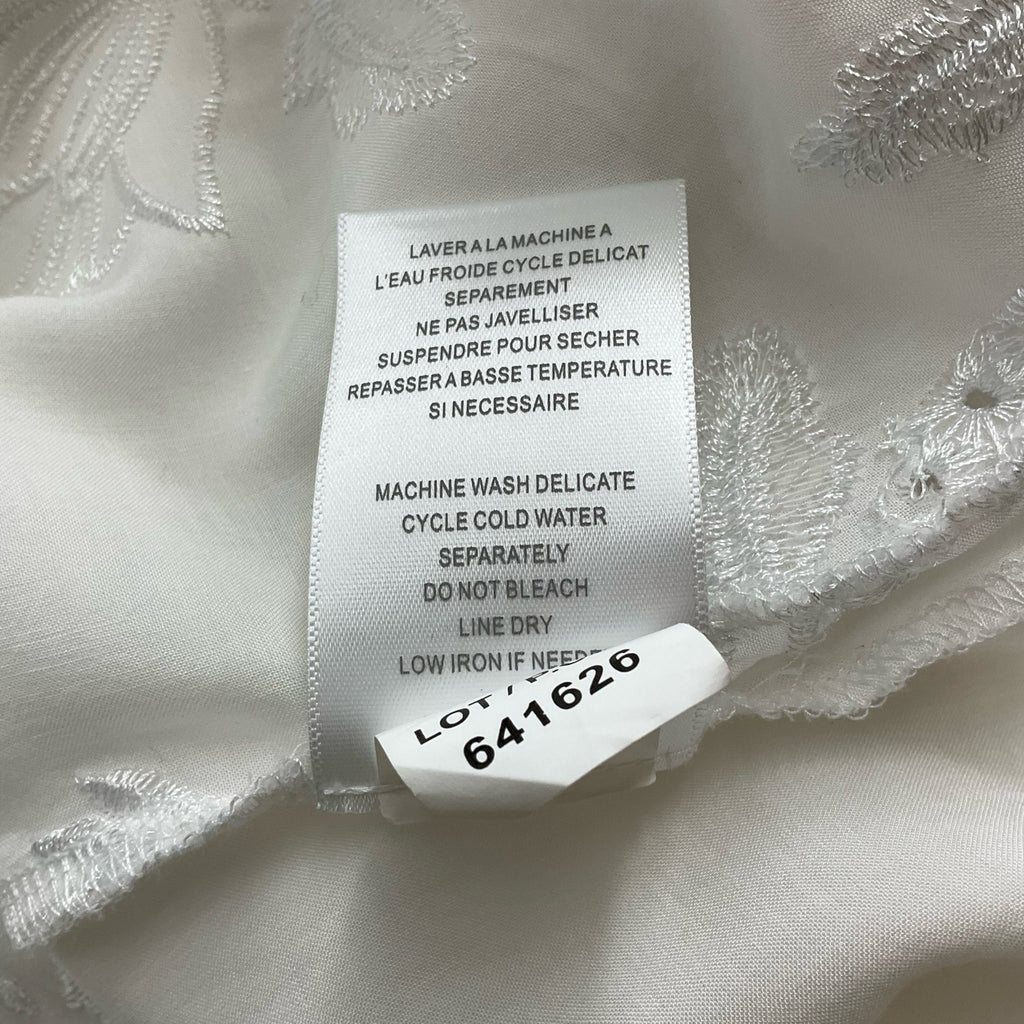 LAVER A LA MACHINE A
L'EAU FROIDE CYCLE DELICAT
SEPAREMENT
NE PAS JAVELLISER
SUSPENDRE POUR SECHER
REPASSER A BASSE TEMPERATURE
SI NECESSAIRE
MACHINE WASH DELICATE
CYCLE COLD WATER
SEPARATELY
DO NOT BLEACH
LINE DRY
LOW IRON IF
LOT /
641626